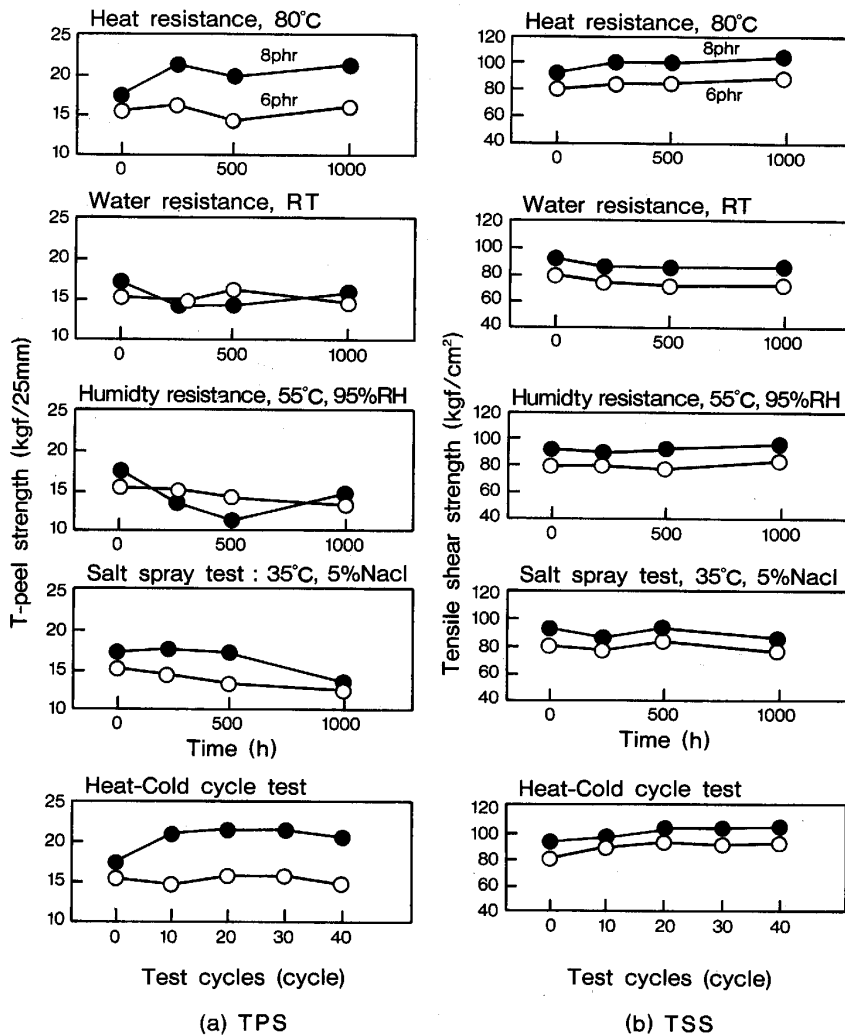 Heat resistance, 80°C
25
20
15
10
8phr
6phr
0 500 1000
Water resistance, RT
25
20
15
10
0 500 1000
Humidty resistance, 55°C, 95%RH
25
20
15
10
0 500 1000
Salt spray test : 35°C, 5%Nacl
25
20
15
10
0 500 1000
Time (h)
Heat-Cold cycle test
25
20
15
10
0 10 20 30 40
Test cycles (cycle)
(a) TPS
T-peel strength (kgf/25mm)
Heat resistance, 80°C
120
100
80
60
40
8phr
6phr
0 500 1000
Water resistance, RT
120
100
80
60
40
0 500 1000
Humidty resistance, 55°C, 95%RH
120
100
80
60
40
0 500 1000
Salt spray test, 35°C, 5%Nacl
120
100
80
60
40
0 500 1000
Time (h)
Heat-Cold cycle test
120
100
80
60
40
0 10 20 30 40
Test cycles (cycle)
(b) TSS
Tensile shear strength (kgf/cm²)